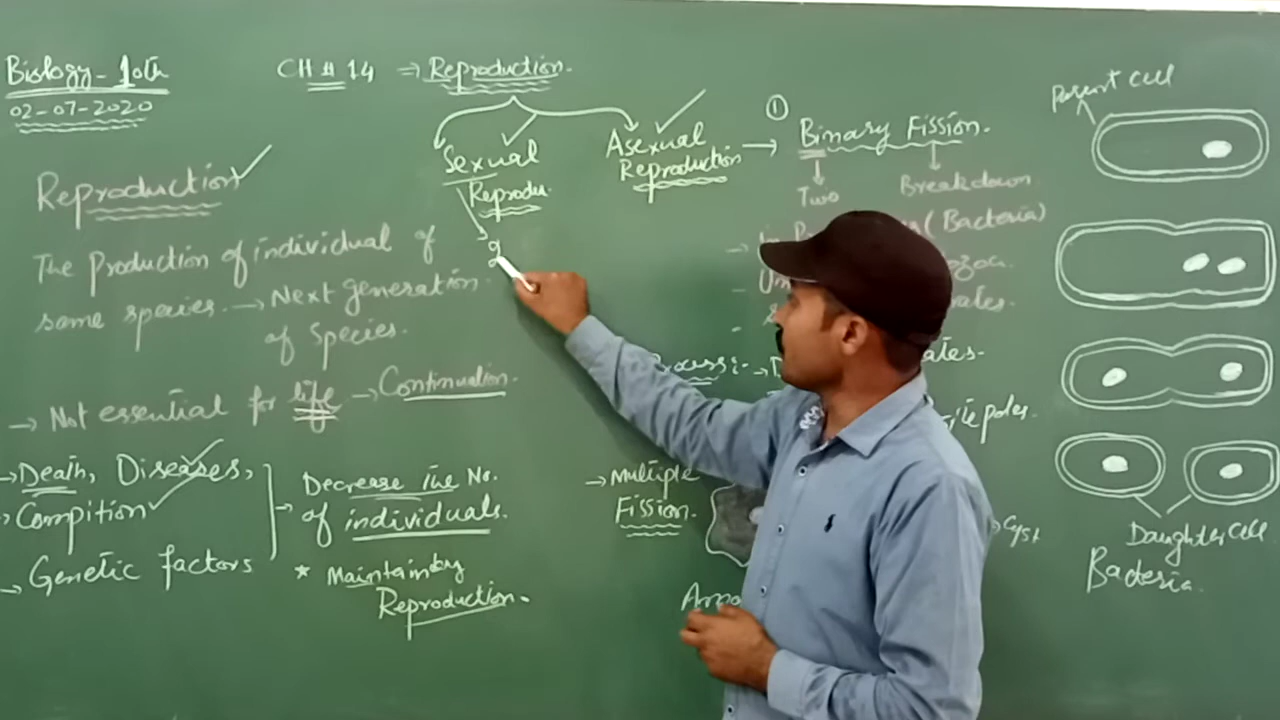 Biology-10th
02-07-2020
CH # 14 ⇒ Reproduction.
Reproduction
The production of individual of
same species. → Next generation
of Species.
→ Not essential for life → Continuation.
→ Death, Diseases,
→ Compition
→ Genetic factors
→ Decrease the No.
of individuals.
* Maintain by
Reproduction.
Sexual
Reprodu.
g
Asexual
Reproduction →
①
Binary Fission.
Two
Breakdown
(Bacteria)
→ Multiple
Fission.
Cyst
Parent cell
Daughter cell
Bacteria